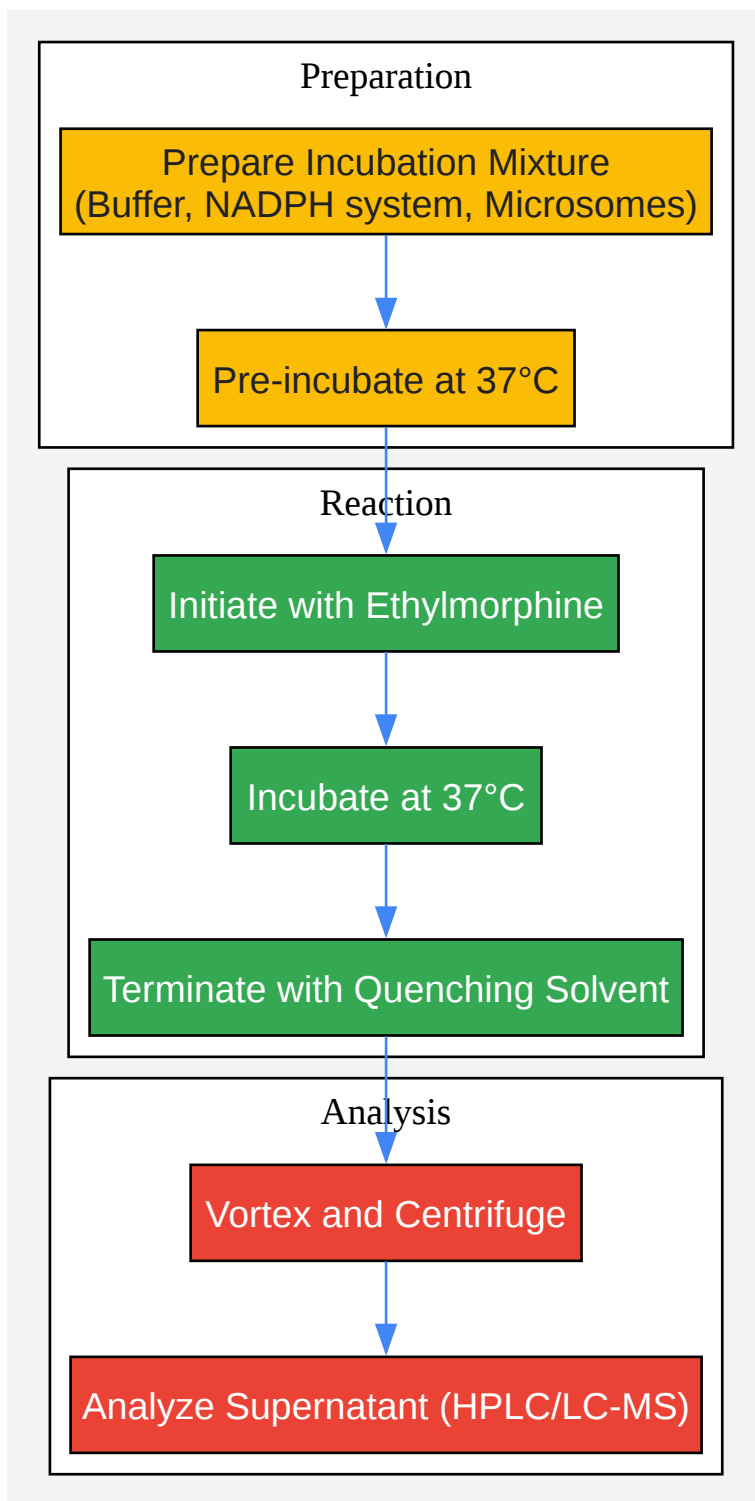 Preparation
Prepare Incubation Mixture
(Buffer, NADPH system, Microsomes)
Pre-incubate at 37°C
Reaction
Initiate with Ethylmorphine
Incubate at 37°C
Terminate with Quenching Solvent
Analysis
Vortex and Centrifuge
Analyze Supernatant (HPLC/LC-MS)